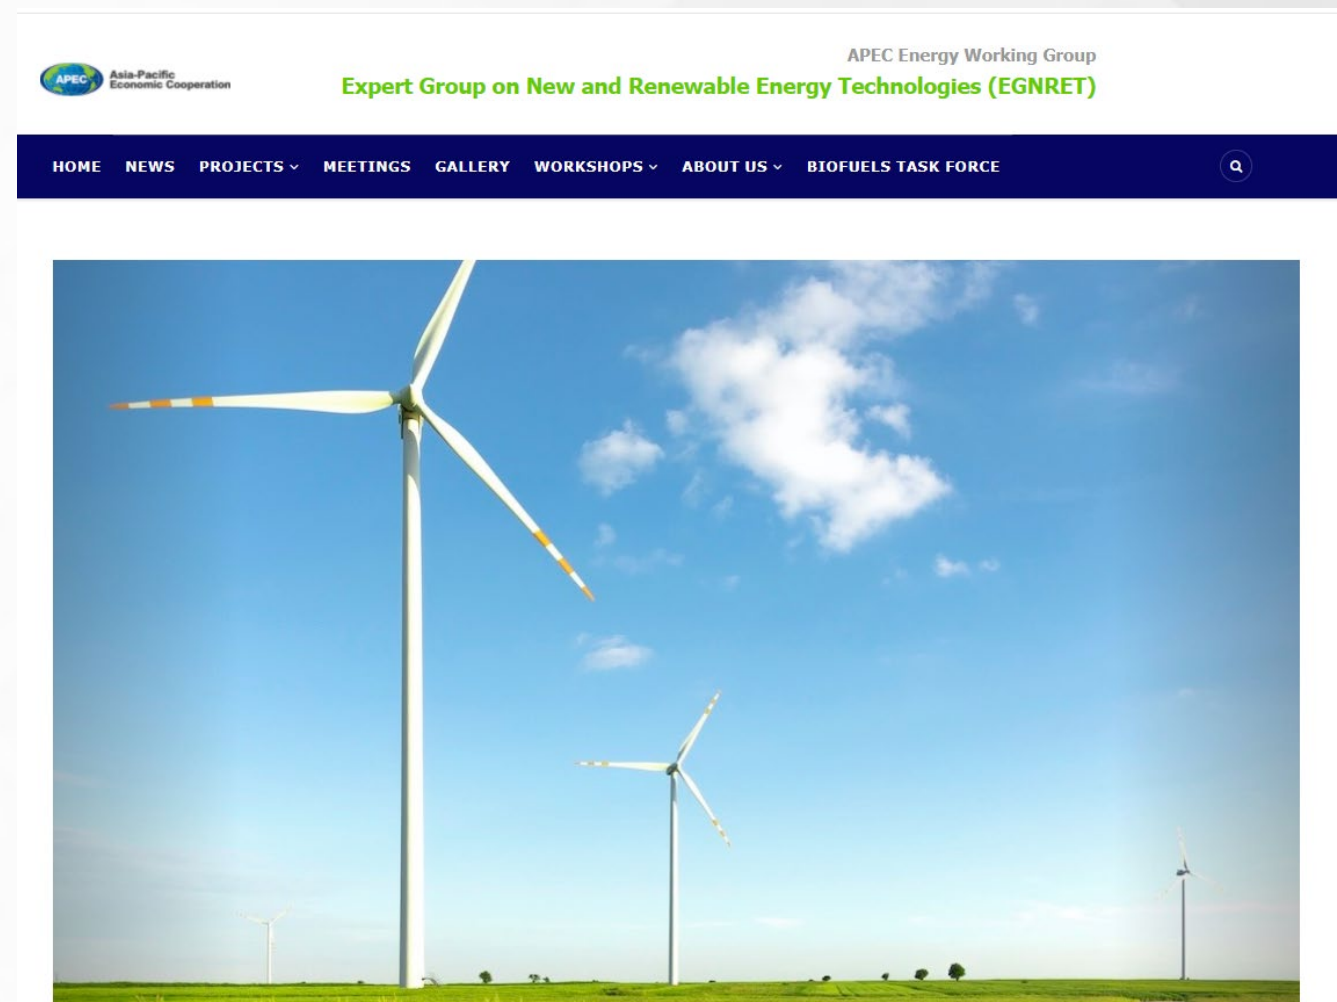 APEC
Asia-Pacific
Economic Cooperation
APEC Energy Working Group
Expert Group on New and Renewable Energy Technologies (EGNRET)
HOME NEWS PROJECTS MEETINGS GALLERY WORKSHOPS ABOUT US BIOFUELS TASK FORCE